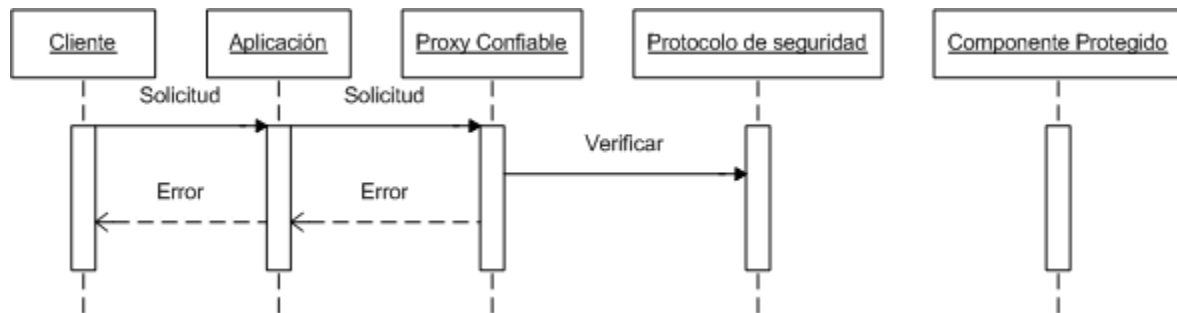 Cliente
Aplicación
Proxy Confiable
Protocolo de seguridad
Componente Protegido
Solicitud
Solicitud
Verificar
Error
Error